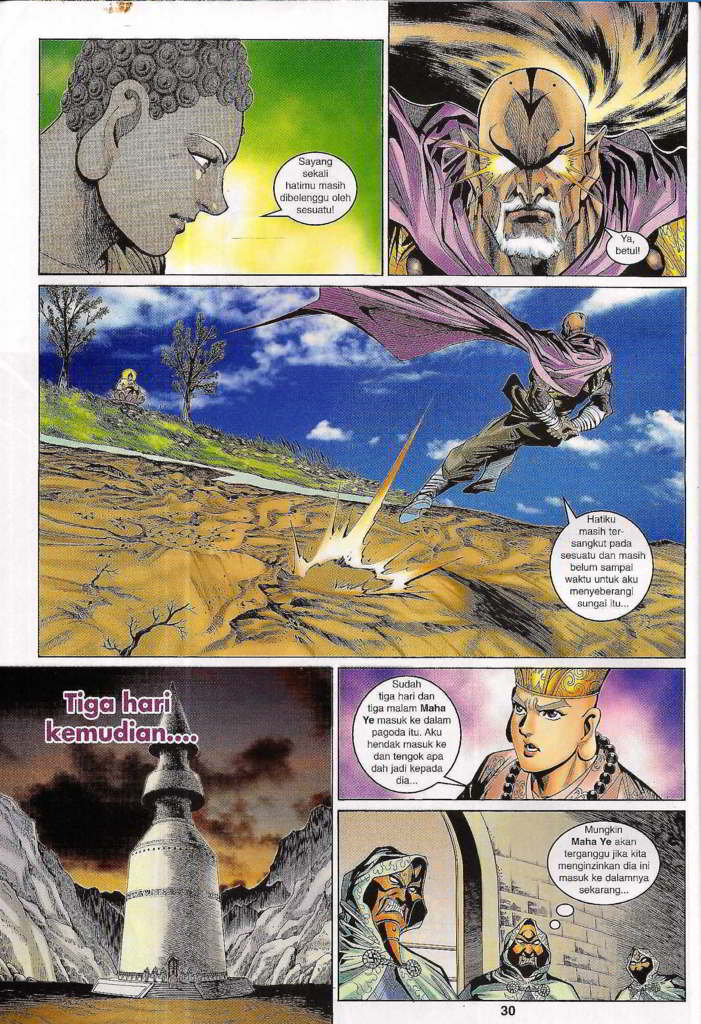 Sayang
sekali
hatimu masih
dibelenggu oleh
sesuatu!
Ya,
betul!
Hatiku
masih ter-
sangkut pada
sesuatu dan masih
belum sampai
waktu untuk aku
menyeberangi
sungai itu...
Tiga hari
kemudian....
Sudah
tiga hari dan
tiga malam Maha
Ye masuk ke dalam
pagoda itu. Aku
hendak masuk ke
dan tengok apa
dah jadi kepada
dia...
Mungkin
Maha Ye akan
terganggu jika kita
menginzinkan dia ini
masuk ke dalamnya
sekarang...
30